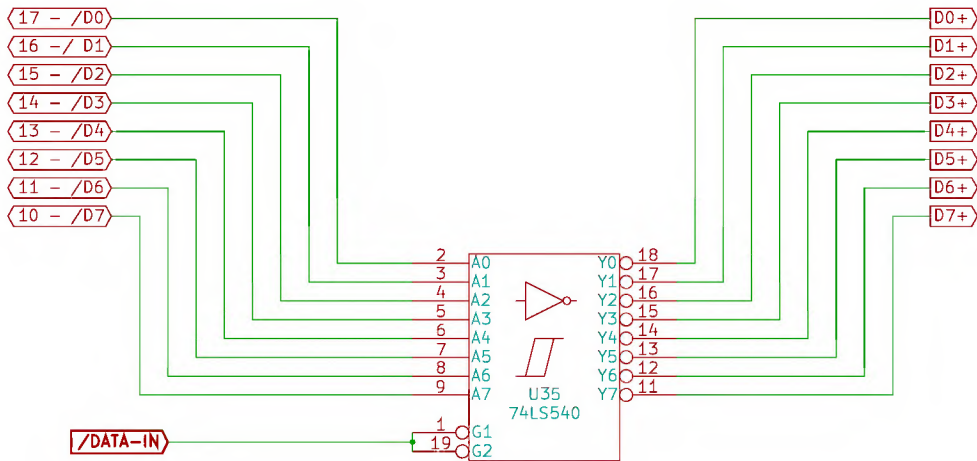 17 - /D0 D0+
16 -/ D1 D1+
15 - /D2 D2+
14 - /D3 D3+
13 - /D4 D4+
12 - /D5 D5+
11 - /D6 D6+
10 - /D7 D7+
2 A0 Y0 18
3 A1 Y1 17
4 A2 Y2 16
5 A3 Y3 15
6 A4 Y4 14
7 A5 Y5 13
8 A6 Y6 12
9 A7 Y7 11
U35
74LS540
1 G1
/DATA-IN
19 G2